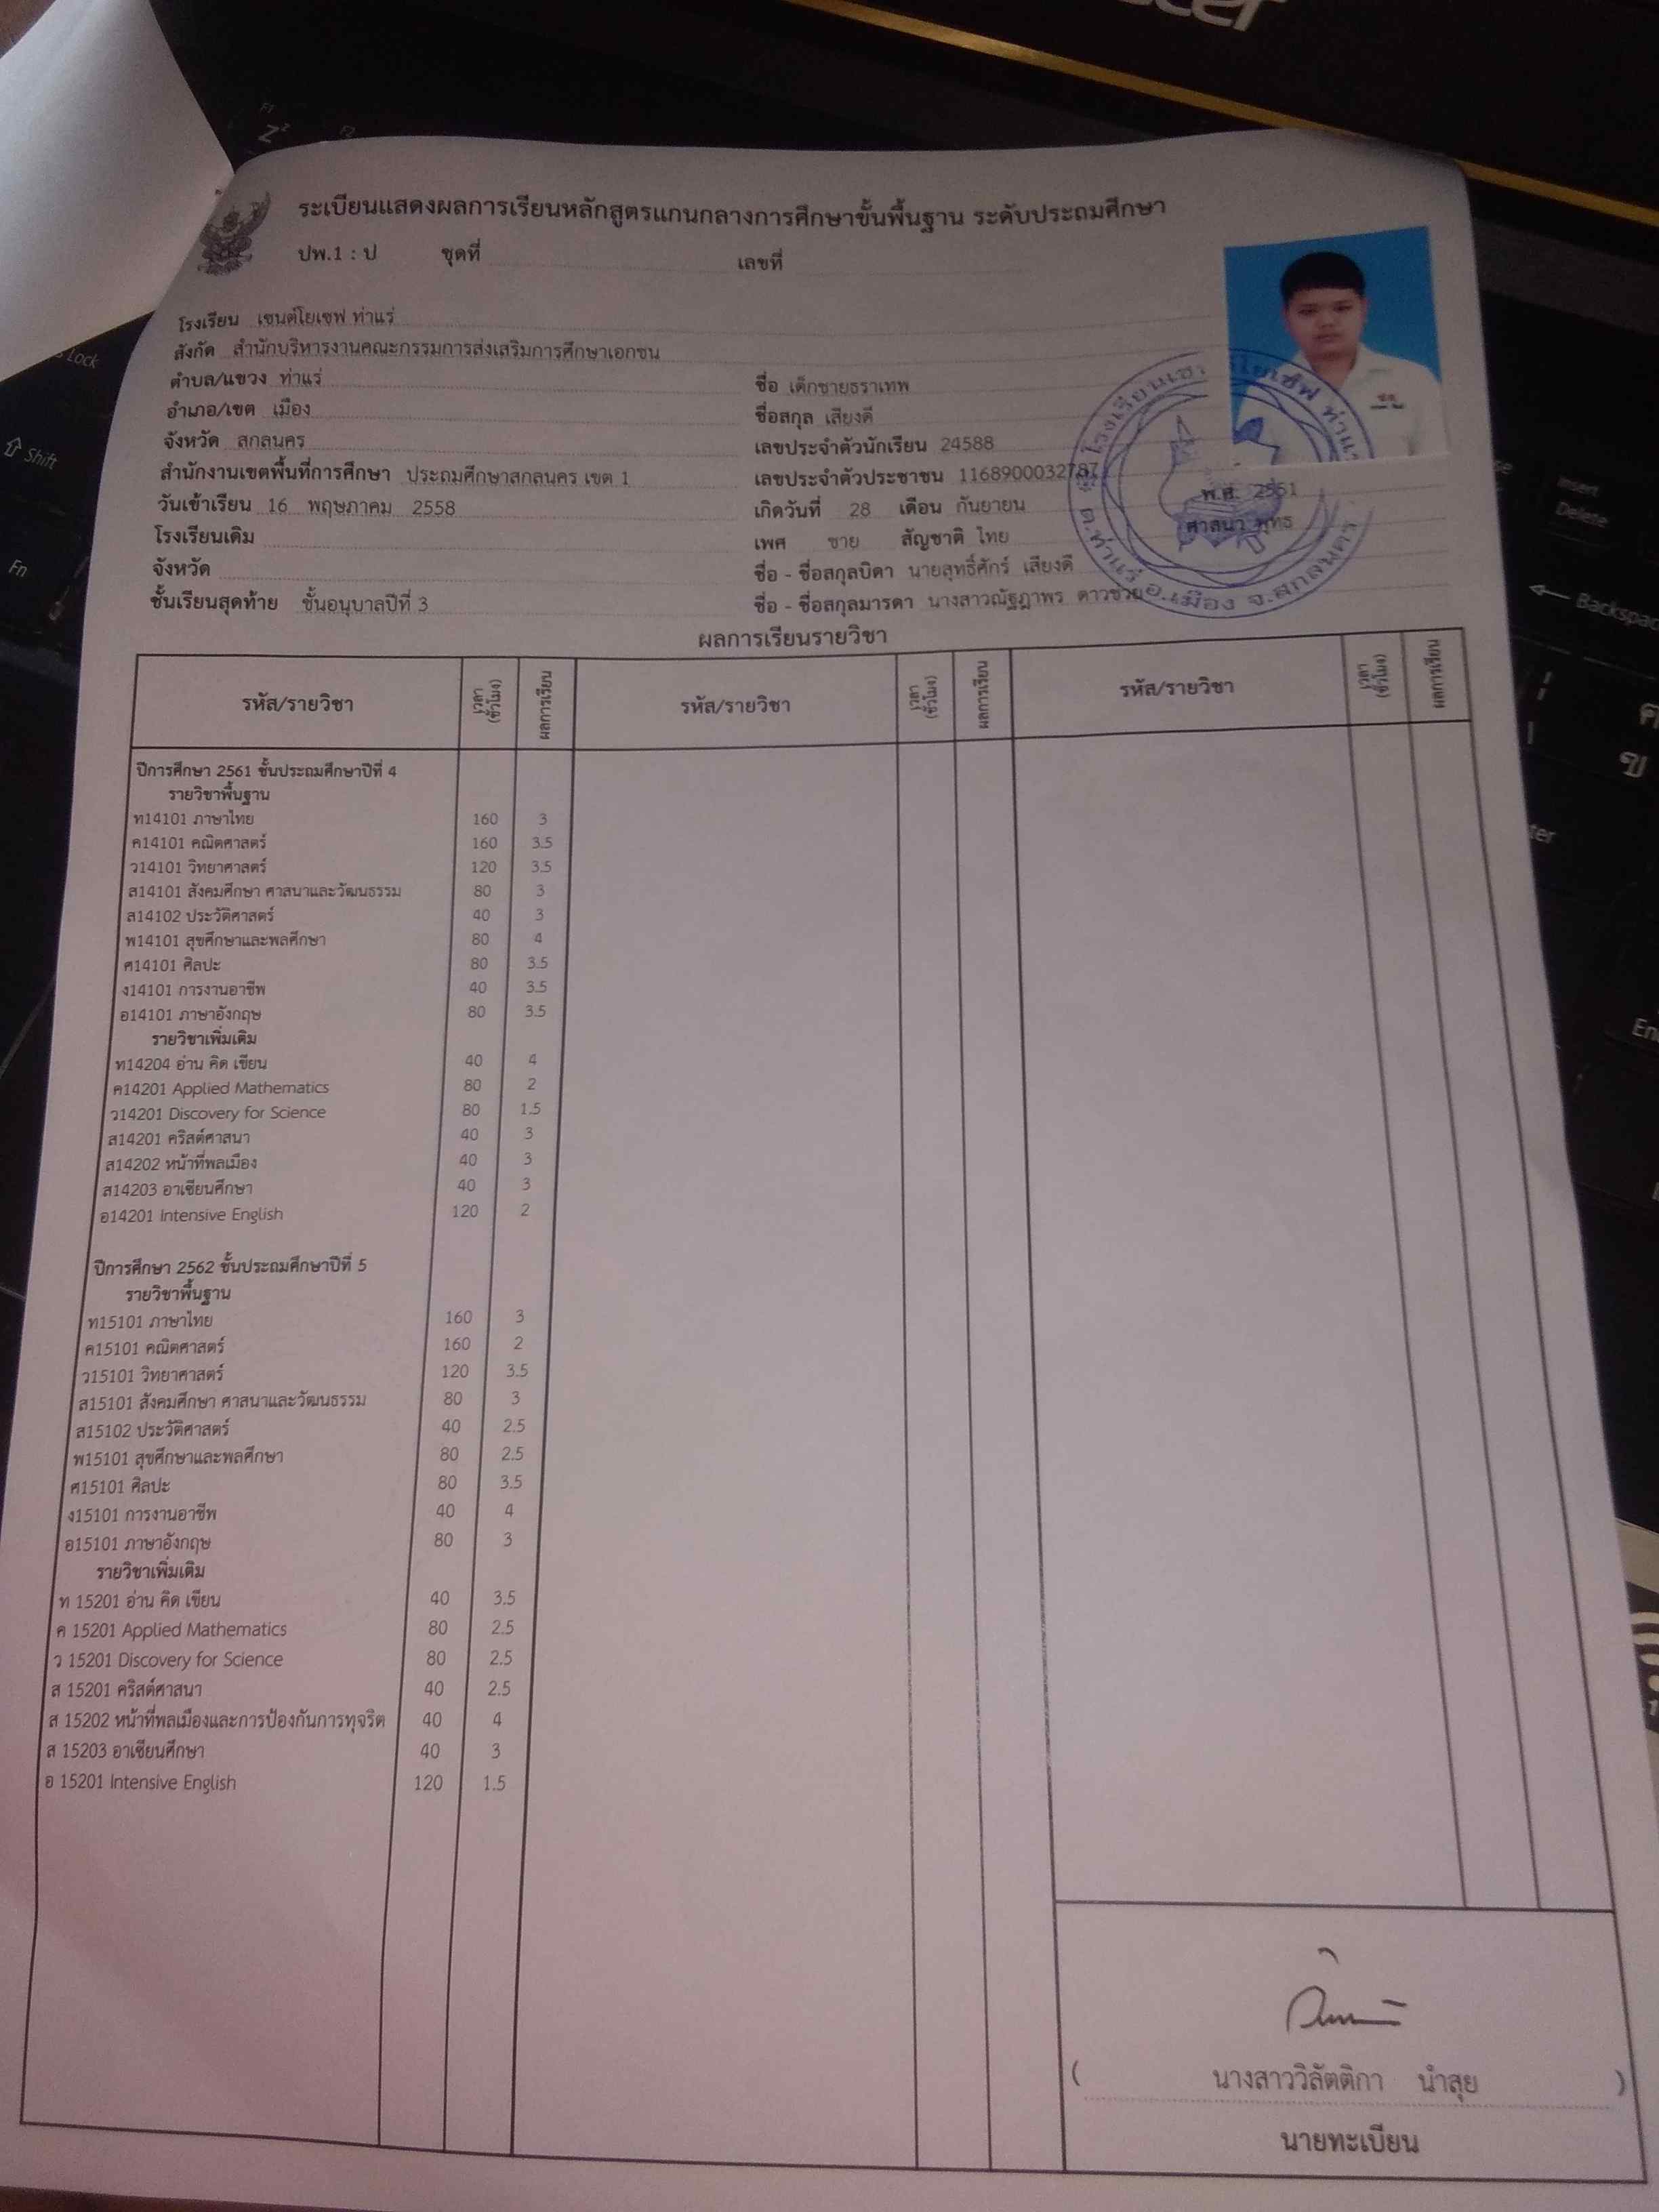 acer
ระเบียนแสดงผลการเรียนหลักสูตรแกนกลางการศึกษาขั้นพื้นฐาน ระดับประถมศึกษา
ปพ.1 : ป ชุดที่ เลขที่
โรงเรียน เซนต์โยเซฟ ท่าแร่
สังกัด สำนักบริหารงานคณะกรรมการส่งเสริมการศึกษาเอกชน
ตำบล/แขวง ท่าแร่
อำเภอ/เขต เมือง
จังหวัด สกลนคร
สำนักงานเขตพื้นที่การศึกษา ประถมศึกษาสกลนคร เขต 1
วันเข้าเรียน 16 พฤษภาคม 2558
โรงเรียนเดิม
จังหวัด
ชั้นเรียนสุดท้าย ชั้นอนุบาลปีที่ 3
ชื่อ เด็กชายธราเทพ
ชื่อสกุล เสียงดี
เลขประจำตัวนักเรียน 24588
เลขประจำตัวประชาชน 1168900032787
เกิดวันที่ 28 เดือน กันยายน พ.ศ. 2551
เพศ ชาย สัญชาติ ไทย ศาสนา พุทธ
ชื่อ - ชื่อสกุลบิดา นายสุทธิ์ศักร์ เสียงดี
ชื่อ - ชื่อสกุลมารดา นางสาวณัฐฎาพร ดาวช่วย
ต.ท่าแร่ อ.เมือง จ.สกลนคร
ผลการเรียนรายวิชา
รหัส/รายวิชา เวลา (ชั่วโมง) ผลการเรียน รหัส/รายวิชา เวลา (ชั่วโมง) ผลการเรียน รหัส/รายวิชา เวลา (ชั่วโมง) ผลการเรียน
ปีการศึกษา 2561 ชั้นประถมศึกษาปีที่ 4
รายวิชาพื้นฐาน
ท14101 ภาษาไทย 160 3
ค14101 คณิตศาสตร์ 160 3.5
ว14101 วิทยาศาสตร์ 120 3.5
ส14101 สังคมศึกษา ศาสนาและวัฒนธรรม 80 3
ส14102 ประวัติศาสตร์ 40 3
พ14101 สุขศึกษาและพลศึกษา 80 4
ศ14101 ศิลปะ 80 3.5
ง14101 การงานอาชีพ 40 3.5
อ14101 ภาษาอังกฤษ 80 3.5
รายวิชาเพิ่มเติม
ท14204 อ่าน คิด เขียน 40 4
ค14201 Applied Mathematics 80 2
ว14201 Discovery for Science 80 1.5
ส14201 คริสต์ศาสนา 40 3
ส14202 หน้าที่พลเมือง 40 3
ส14203 อาเซียนศึกษา 40 3
อ14201 Intensive English 120 2
ปีการศึกษา 2562 ชั้นประถมศึกษาปีที่ 5
รายวิชาพื้นฐาน
ท15101 ภาษาไทย 160 3
ค15101 คณิตศาสตร์ 160 2
ว15101 วิทยาศาสตร์ 120 3.5
ส15101 สังคมศึกษา ศาสนาและวัฒนธรรม 80 3
ส15102 ประวัติศาสตร์ 40 2.5
พ15101 สุขศึกษาและพลศึกษา 80 2.5
ศ15101 ศิลปะ 80 3.5
ง15101 การงานอาชีพ 40 4
อ15101 ภาษาอังกฤษ 80 3
รายวิชาเพิ่มเติม
ท 15201 อ่าน คิด เขียน 40 3.5
ค 15201 Applied Mathematics 80 2.5
ว 15201 Discovery for Science 80 2.5
ส 15201 คริสต์ศาสนา 40 2.5
ส 15202 หน้าที่พลเมืองและการป้องกันการทุจริต 40 4
ส 15203 อาเซียนศึกษา 40 3
อ 15201 Intensive English 120 1.5
( นางสาววิลัตติกา นำสุย )
นายทะเบียน
F1
Lock
Shift
Fn
Insert
Delete
Backspac